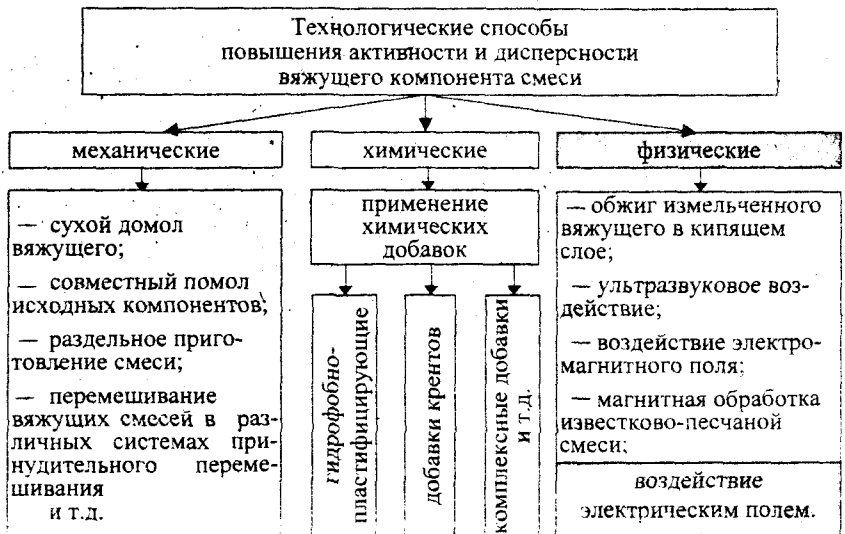 Технологические способы
повышения активности и дисперсности
вяжущего компонента смеси
механические
химические
физические
— сухой домол
вяжущего;
— совместный помол
исходных компонентов;
— раздельное приго-
товление смеси;
— перемешивание
вяжущих смесей в раз-
личных системах при-
нудительного переме-
шивания
и т.д.
применение
химических
добавок
гидрофобно-
пластифицирующие
добавки крентов
комплексные добавки
и т.д.
— обжиг измельченного
вяжущего в кипящем
слое;
— ультразвуковое воз-
действие;
— воздействие электро-
магнитного поля;
— магнитная обработка
известково-песчаной
смеси;
воздействие
электрическим полем.